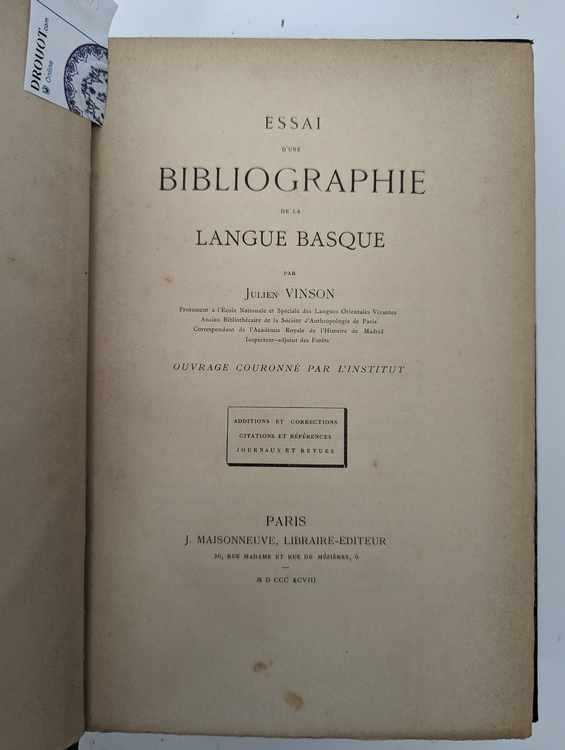 DROUOT.com
Online
ESSAI
D'UNE
BIBLIOGRAPHIE
DE LA
LANGUE BASQUE
PAR
JULIEN VINSON
Professeur a l'Ecole Nationale et Spéciale des Langues Orientales Vivantes
Ancien Bibliothécaire de la Société d'Anthropologie de Paris
Correspondant de l'Académie Royale de l'Histoire de Madrid
Inspecteur-adjoint des Forêts
OUVRAGE COURONNÉ PAR L'INSTITUT
ADDITIONS ET CORRECTIONS
CITATIONS ET RÉFÉRENCES
JOURNAUX ET REVUES
PARIS
J. MAISONNEUVE, LIBRAIRE-ÉDITEUR
26, RUE MADAME ET RUE DE MÉZIÈRES, 6
M D CCC XCVIII